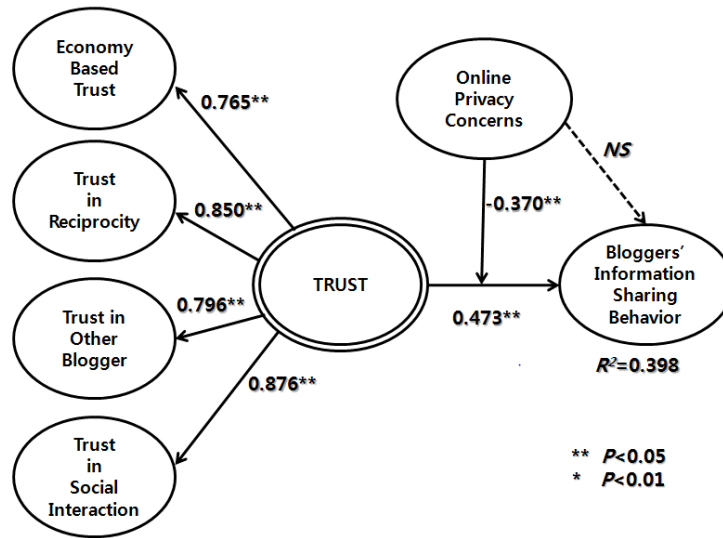 Economy
Based
Trust
0.765**
Online
Privacy
Concerns
NS
Trust
in
Reciprocity
0.850**
-0.370**
TRUST
Bloggers’
Information
Sharing
Behavior
0.473**
R²=0.398
Trust in
Other
Blogger
0.796**
0.876**
Trust
in
Social
Interaction
** P<0.05
* P<0.01